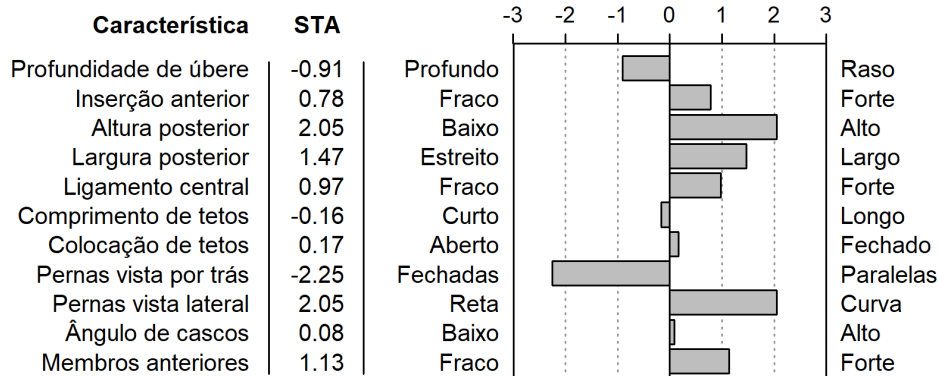 Característica STA -3 -2 -1 0 1 2 3
Profundidade de úbere -0.91 Profundo Raso
Inserção anterior 0.78 Fraco Forte
Altura posterior 2.05 Baixo Alto
Largura posterior 1.47 Estreito Largo
Ligamento central 0.97 Fraco Forte
Comprimento de tetos -0.16 Curto Longo
Colocação de tetos 0.17 Aberto Fechado
Pernas vista por trás -2.25 Fechadas Paralelas
Pernas vista lateral 2.05 Reta Curva
Ângulo de cascos 0.08 Baixo Alto
Membros anteriores 1.13 Fraco Forte